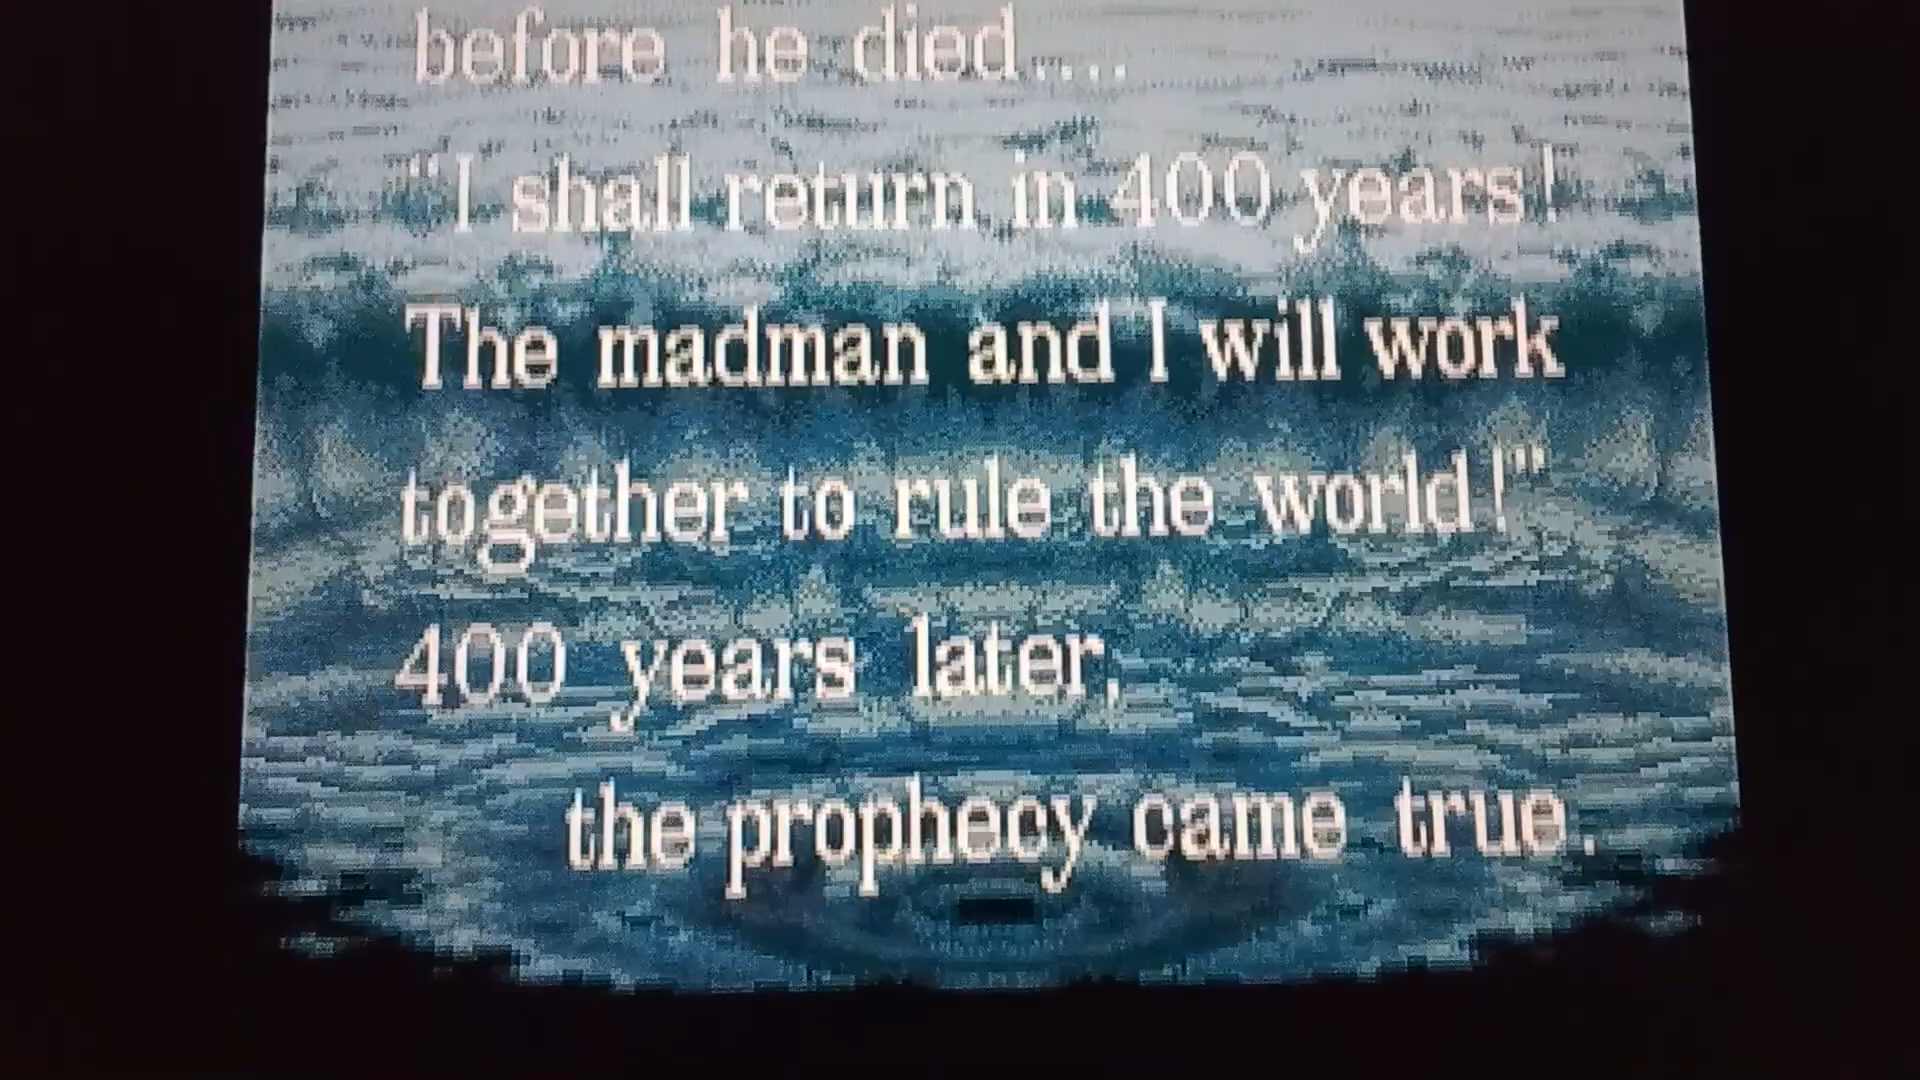 before he died....
"I shall return in 400 years!
The madman and I will work
together to rule the world!"
400 years later,
the prophecy came true.